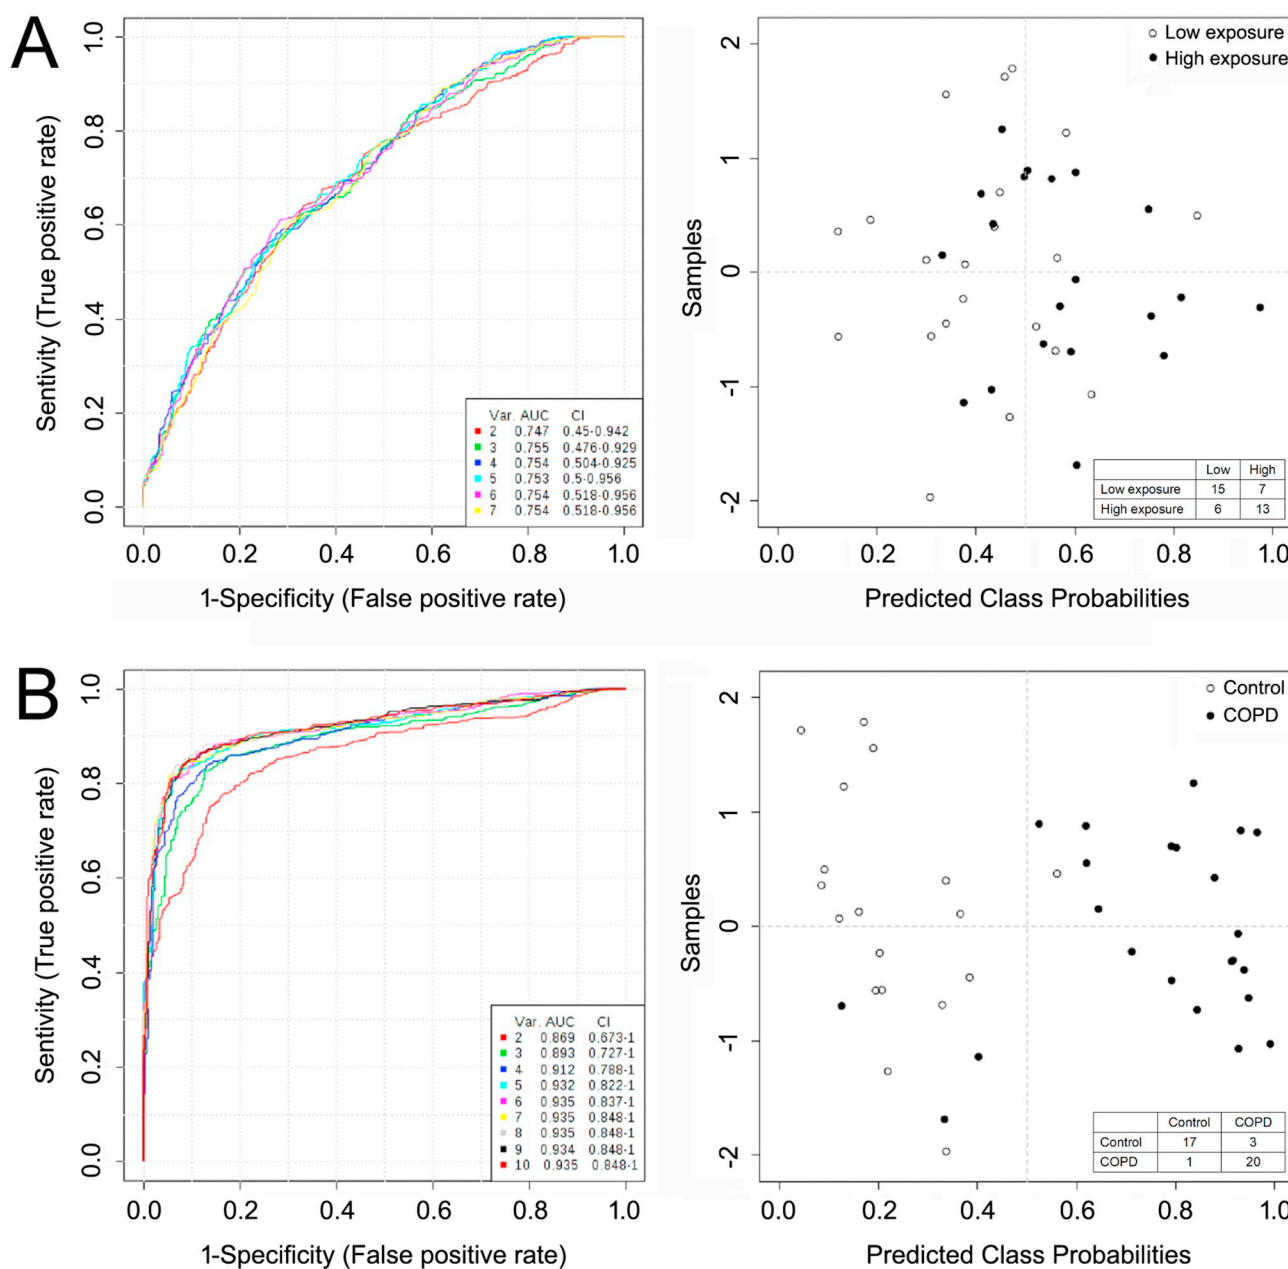 A
Sentivity (True positive rate)
1.0
0.8
0.6
0.4
0.2
0.0
Var. AUC CI
2 0.747 0.45-0.942
3 0.755 0.476-0.929
4 0.754 0.504-0.925
5 0.753 0.5-0.956
6 0.754 0.518-0.956
7 0.754 0.518-0.956
0.0 0.2 0.4 0.6 0.8 1.0
1-Specificity (False positive rate)
Low exposure
High exposure
Samples
2
1
0
-1
-2
Low High
Low exposure 15 7
High exposure 6 13
0.0 0.2 0.4 0.6 0.8 1.0
Predicted Class Probabilities
B
Sentivity (True positive rate)
1.0
0.8
0.6
0.4
0.2
0.0
Var. AUC CI
2 0.869 0.673-1
3 0.893 0.727-1
4 0.912 0.788-1
5 0.932 0.822-1
6 0.935 0.837-1
7 0.935 0.848-1
8 0.935 0.848-1
9 0.934 0.848-1
10 0.935 0.848-1
0.0 0.2 0.4 0.6 0.8 1.0
1-Specificity (False positive rate)
Control
COPD
Samples
2
1
0
-1
-2
Control COPD
Control 17 3
COPD 1 20
0.0 0.2 0.4 0.6 0.8 1.0
Predicted Class Probabilities